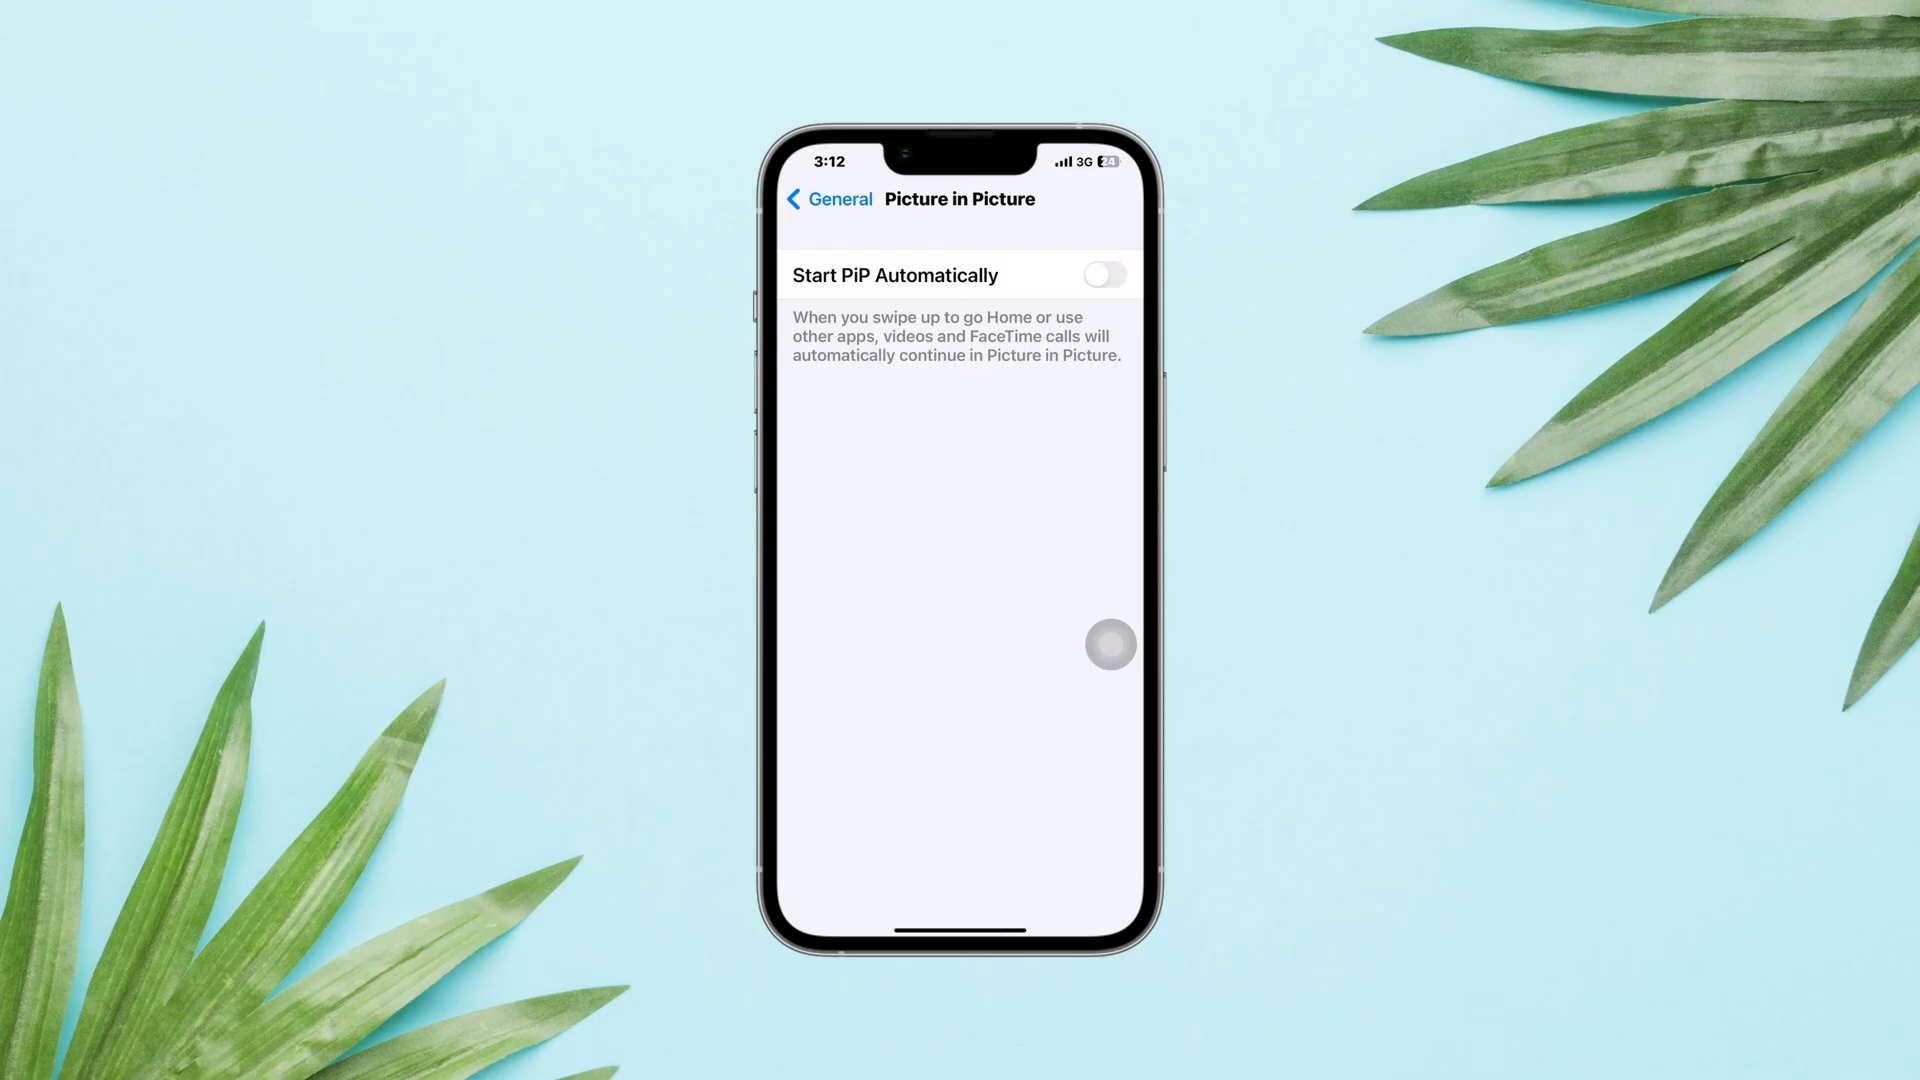 3:12
3G 24
General Picture in Picture
Start PiP Automatically
When you swipe up to go Home or use
other apps, videos and FaceTime calls will
automatically continue in Picture in Picture.